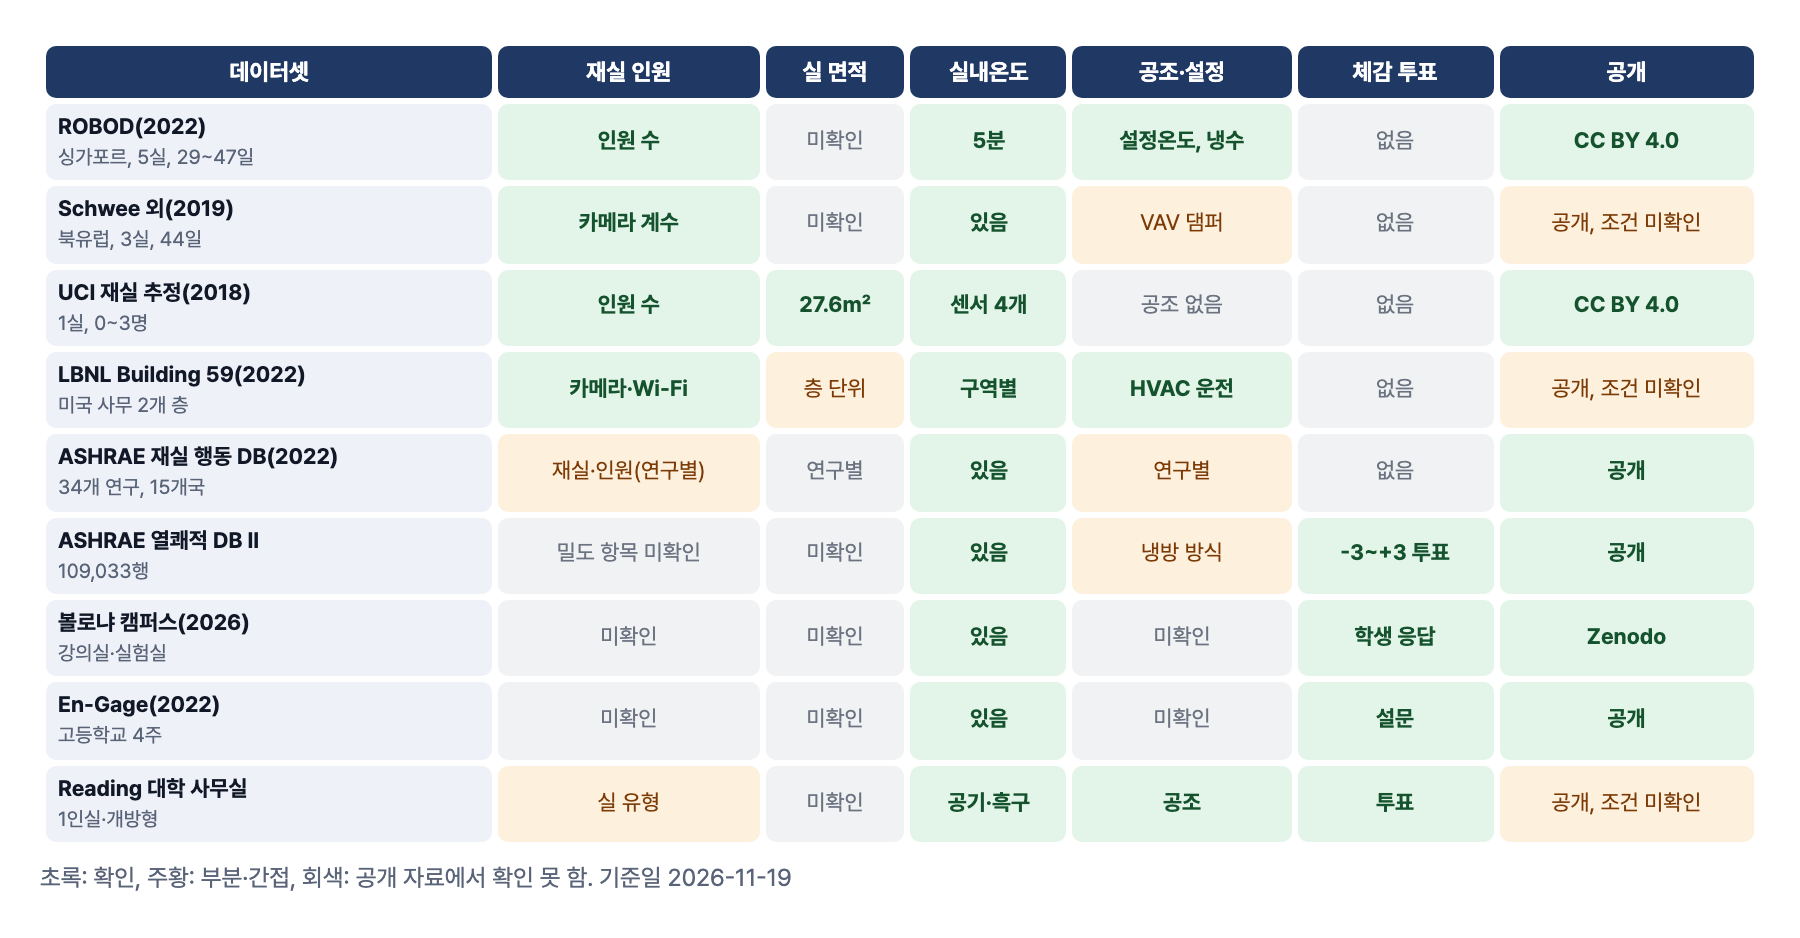 데이터셋 재실 인원 실 면적 실내온도 공조·설정 체감 투표 공개
ROBOD(2022)
싱가포르, 5실, 29~47일
인원 수 미확인 5분 설정온도, 냉수 없음 CC BY 4.0
Schwee 외(2019)
북유럽, 3실, 44일
카메라 계수 미확인 있음 VAV 댐퍼 없음 공개, 조건 미확인
UCI 재실 추정(2018)
1실, 0~3명
인원 수 27.6m² 센서 4개 공조 없음 없음 CC BY 4.0
LBNL Building 59(2022)
미국 사무 2개 층
카메라·Wi-Fi 층 단위 구역별 HVAC 운전 없음 공개, 조건 미확인
ASHRAE 재실 행동 DB(2022)
34개 연구, 15개국
재실·인원(연구별) 연구별 있음 연구별 없음 공개
ASHRAE 열쾌적 DB II
109,033행
밀도 항목 미확인 미확인 있음 냉방 방식 -3~+3 투표 공개
볼로냐 캠퍼스(2026)
강의실·실험실
미확인 미확인 있음 미확인 학생 응답 Zenodo
En-Gage(2022)
고등학교 4주
미확인 미확인 있음 미확인 설문 공개
Reading 대학 사무실
1인실·개방형
실 유형 미확인 공기·흑구 공조 투표 공개, 조건 미확인
초록: 확인, 주황: 부분·간접, 회색: 공개 자료에서 확인 못 함. 기준일 2026-11-19